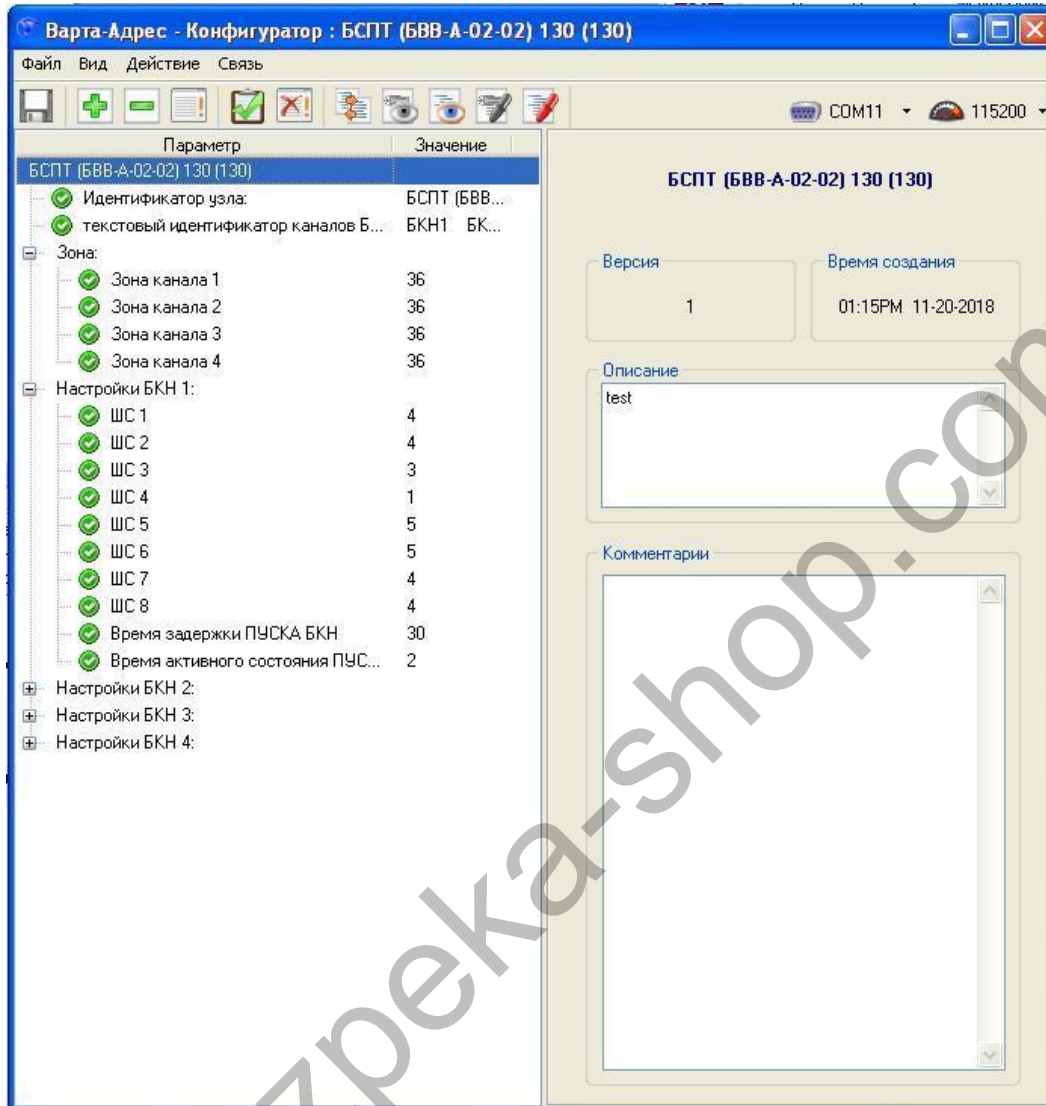 Варта-Адрес - Конфигуратор : БСПТ (БВВ-А-02-02) 130 (130)
Файл Вид Действие Связь
COM11 115200
Параметр Значение
БСПТ (БВВ-А-02-02) 130 (130)
Идентификатор узла: БСПТ (БВВ...
текстовый идентификатор каналов Б... БКН1 БК...
Зона:
Зона канала 1 36
Зона канала 2 36
Зона канала 3 36
Зона канала 4 36
Настройки БКН 1:
ШС 1 4
ШС 2 4
ШС 3 3
ШС 4 1
ШС 5 5
ШС 6 5
ШС 7 4
ШС 8 4
Время задержки ПУСКА БКН 30
Время активного состояния ПУС... 2
Настройки БКН 2:
Настройки БКН 3:
Настройки БКН 4:
БСПТ (БВВ-А-02-02) 130 (130)
Версия
1
Время создания
01:15PM 11-20-2018
Описание
test
Комментарии
zpeka-shop.com